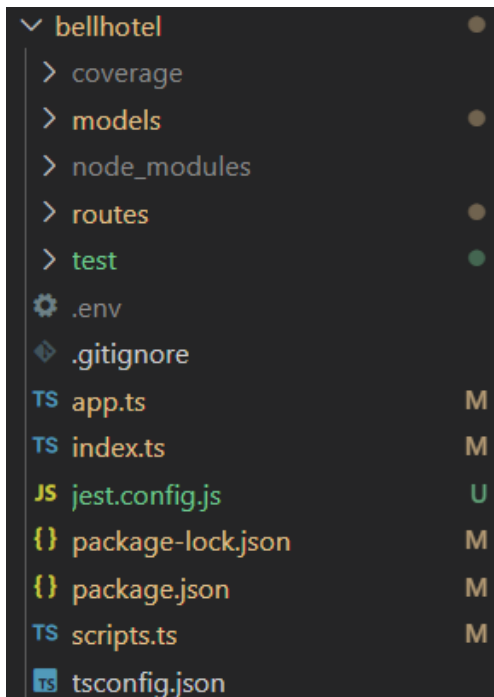 bellhotel
coverage
models
node_modules
routes
test
.env
.gitignore
TS app.ts M
TS index.ts M
JS jest.config.js U
{} package-lock.json M
{} package.json M
TS scripts.ts M
TS tsconfig.json